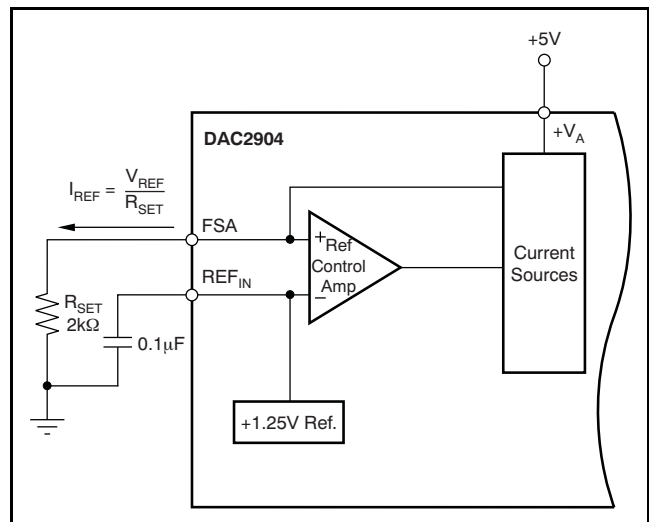 +5V
DAC2904
+V_A
I_REF = V_REF / R_SET
FSA
+
Ref
Control
Amp
–
Current
Sources
REF_IN
R_SET
2kΩ
0.1μF
+1.25V Ref.